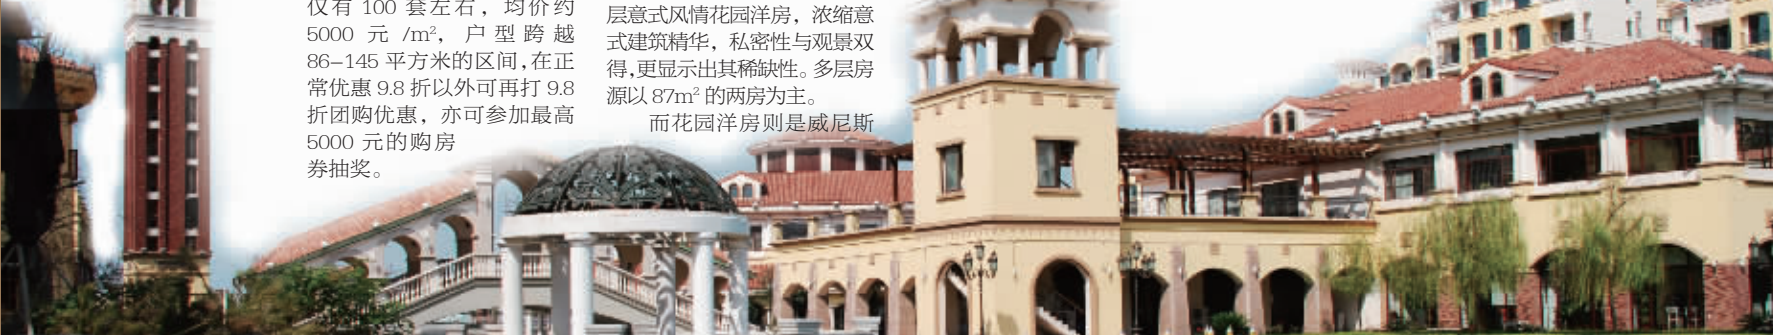 仅有 100 套左右，均价约
5000 元 /m²，户型跨越
86-145 平方米的区间，在正
常优惠 9.8 折以外可再打 9.8
折团购优惠，亦可参加最高
5000 元的购房
券抽奖。
层意式风情花园洋房，浓缩意
式建筑精华，私密性与观景双
得，更显示出其稀缺性。多层房
源以 87m² 的两房为主。
而花园洋房则是威尼斯